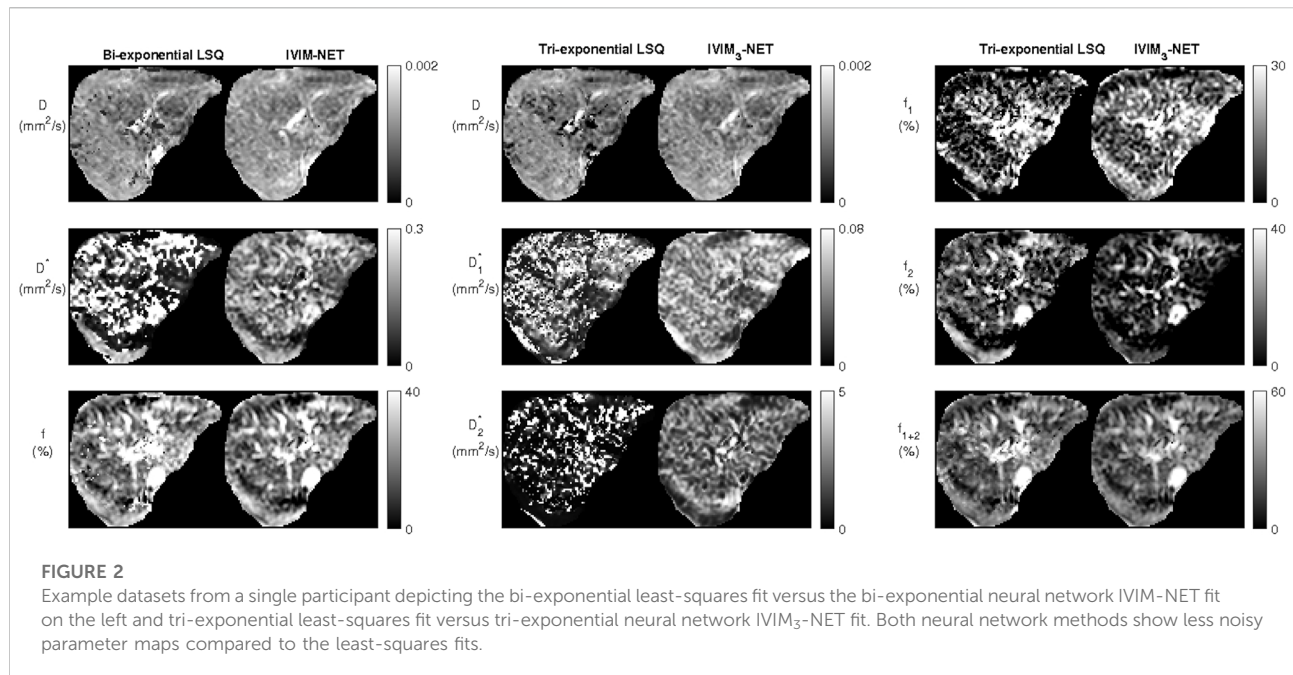 Bi-exponential LSQ IVIM-NET
D
(mm²/s)
0.002
0
D*
(mm²/s)
0.3
0
f
(%)
40
0
Tri-exponential LSQ IVIM₃-NET
D
(mm²/s)
0.002
0
D₁*
(mm²/s)
0.08
0
D₂*
(mm²/s)
5
0
Tri-exponential LSQ IVIM₃-NET
f₁
(%)
30
0
f₂
(%)
40
0
f₁₊₂
(%)
60
0
FIGURE 2
Example datasets from a single participant depicting the bi-exponential least-squares fit versus the bi-exponential neural network IVIM-NET fit
on the left and tri-exponential least-squares fit versus tri-exponential neural network IVIM₃-NET fit. Both neural network methods show less noisy
parameter maps compared to the least-squares fits.